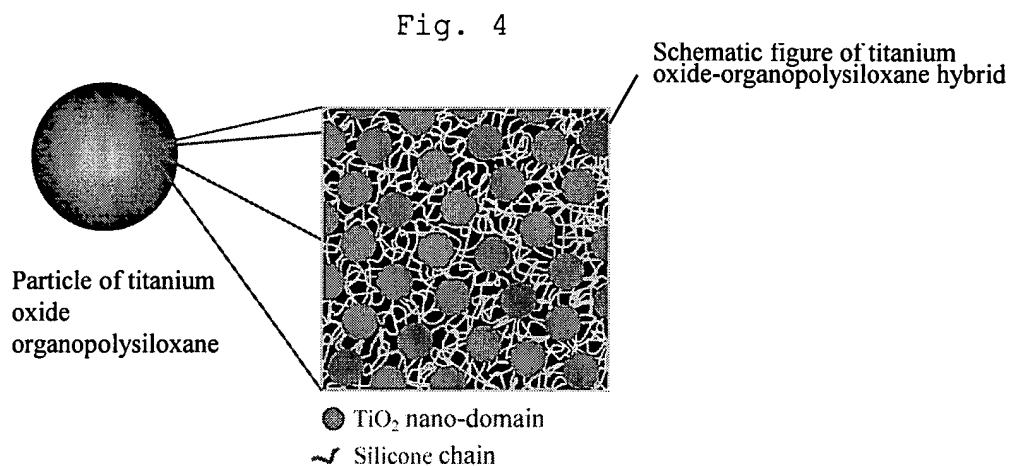 Fig. 4
Schematic figure of titanium
oxide-organopolysiloxane hybrid
Particle of titanium
oxide
organopolysiloxane
TiO₂ nano-domain
Silicone chain